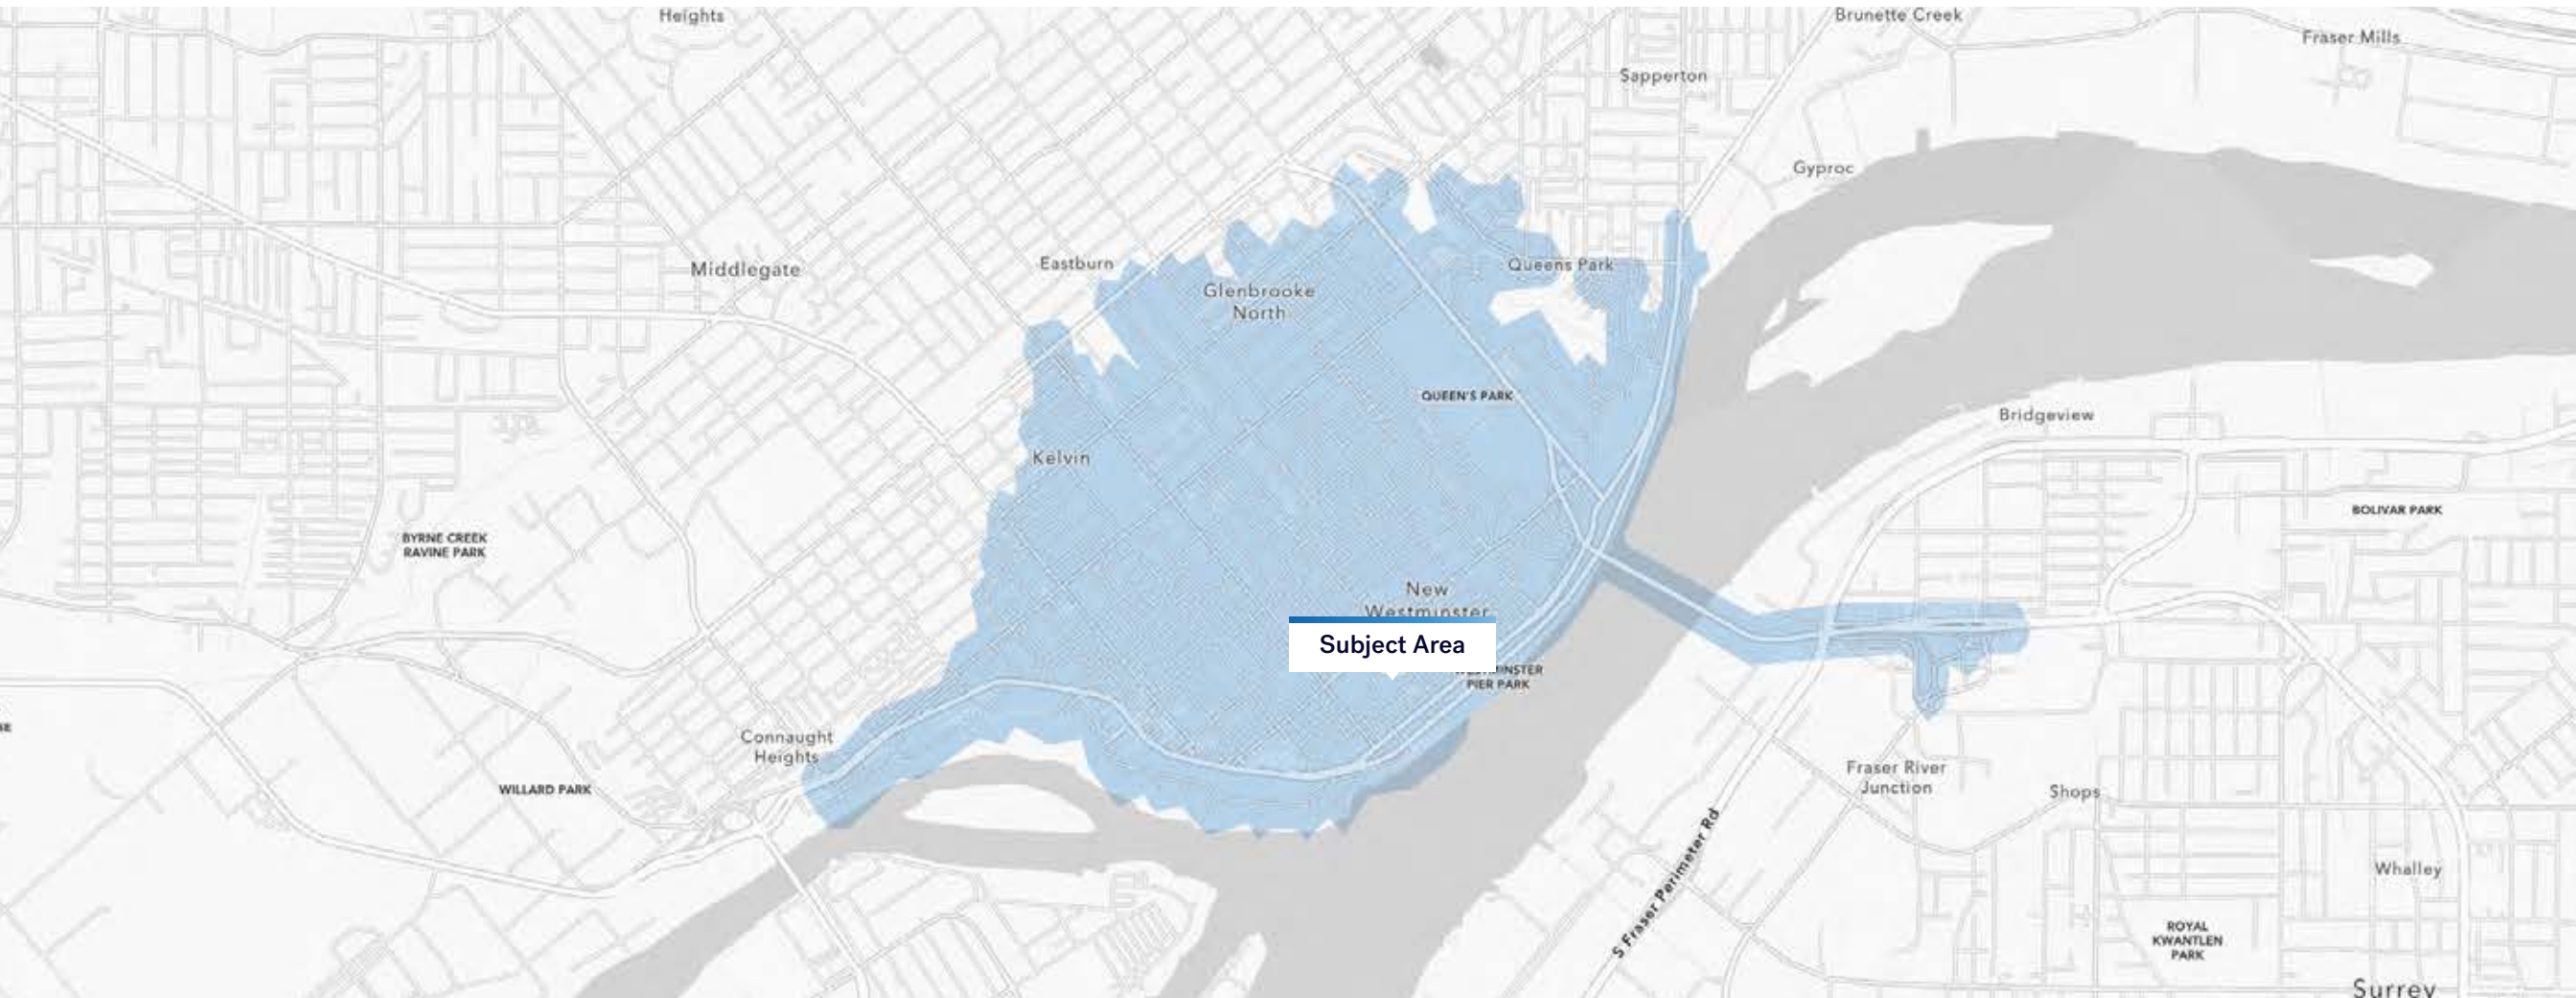 Heights
Brunette Creek
Fraser Mills
Sapperton
Gyproc
Eastburn
Middlegate
Queens Park
Glenbrooke
North
QUEEN'S PARK
Bridgeview
Kelvin
BOLIVAR PARK
BYRNE CREEK
RAVINE PARK
New
Westminster
Subject Area
MINSTER
PIER PARK
Connaught
Heights
WILLARD PARK
Fraser River
Junction
Shops
S Fraser Perimeter Rd
Whalley
ROYAL
KWANTLEN
PARK
Surrey